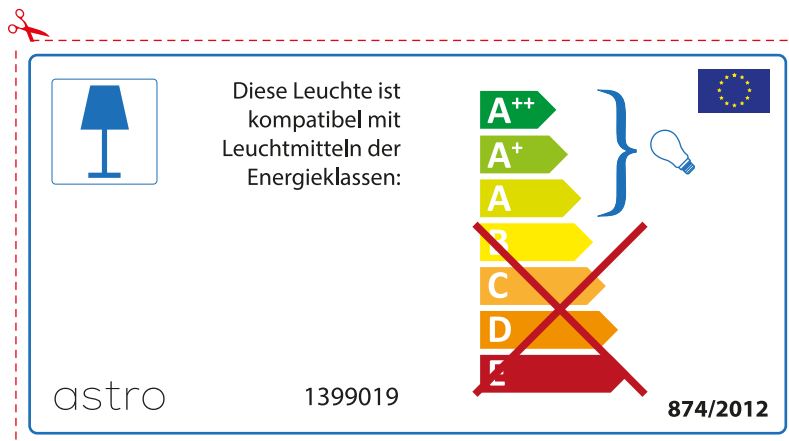 Diese Leuchte ist
kompatibel mit
Leuchtmitteln der
Energieklassen:
A++
A+
A
B
C
D
E
astro
1399019
874/2012